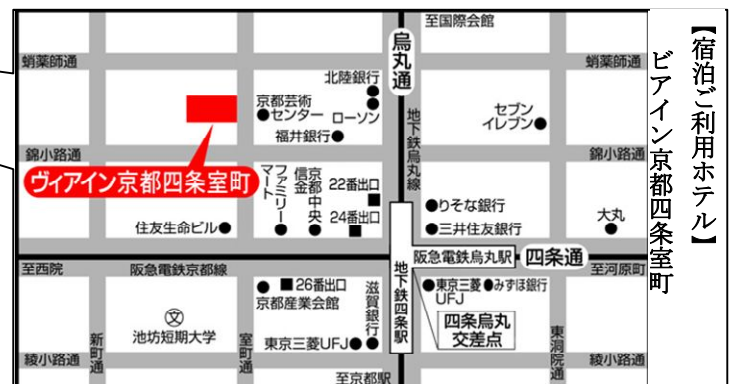 【宿泊ご利用ホテル】
ビアイン京都四条室町
至国際会館
烏丸通
蛸薬師通
蛸薬師通
北陸銀行
京都芸術
センター
ローソン
福井銀行
地下鉄烏丸線
セブン
イレブン
錦小路通
錦小路通
ヴィアイン京都四条室町
ファミリー
マート
京都中央
信金
22番出口
24番出口
住友生命ビル
りそな銀行
三井住友銀行
大丸
阪急電鉄烏丸駅
四条通
至西院
阪急電鉄京都線
至河原町
地下鉄四条駅
26番出口
京都産業会館
滋賀銀行
東京三菱
UFJ
みずほ銀行
文
池坊短期大学
東京三菱UFJ
四条烏丸
交差点
新町通
室町通
東洞院通
綾小路通
綾小路通
至京都駅